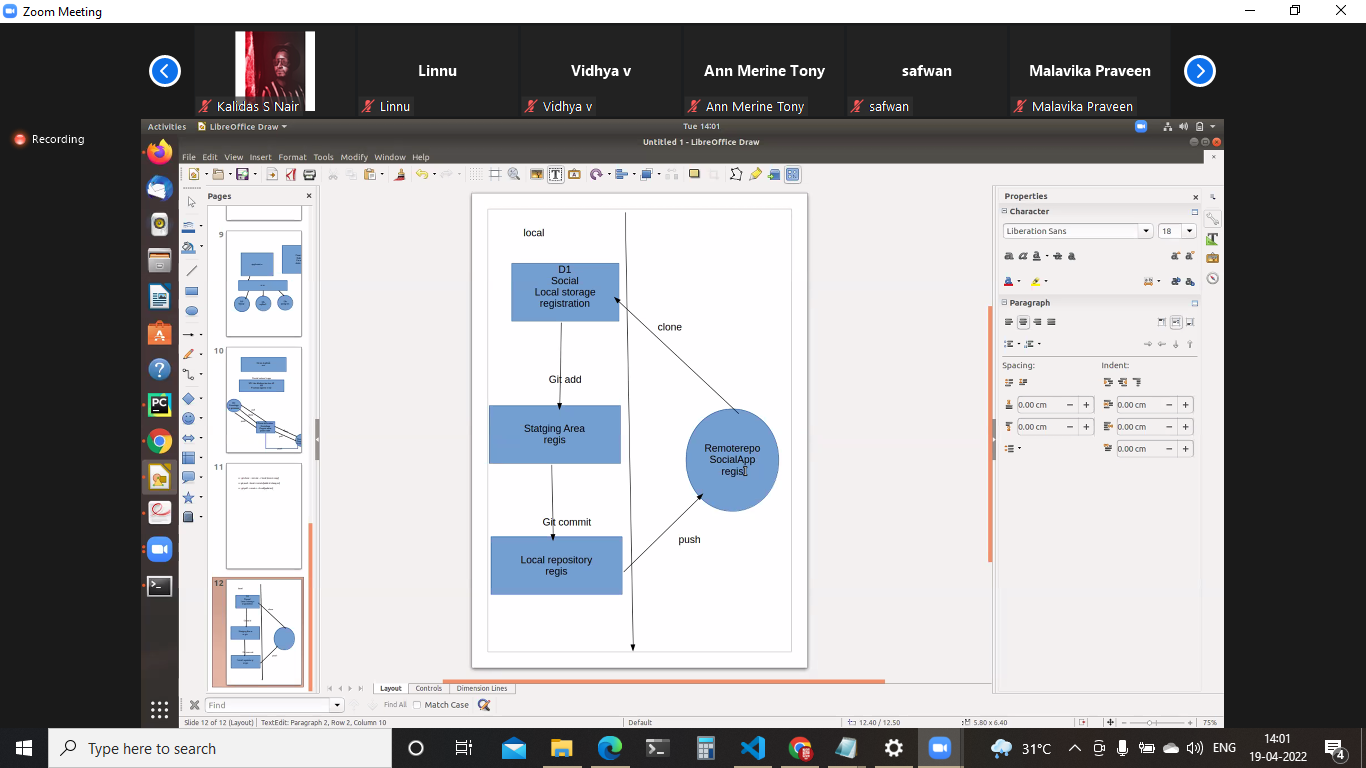 Zoom Meeting
Linnu
Vidhya v
Ann Merine Tony
safwan
Malavika Praveen
Kalidas S Nair
Linnu
Vidhya v
Ann Merine Tony
safwan
Malavika Praveen
Recording
Activities
LibreOffice Draw
Tue 14:01
Untitled 1 - LibreOffice Draw
File Edit View Insert Format Tools Modify Window Help
Pages
9
10
11
12
local
D1
Social
Local storage
registration
clone
Git add
Statging Area
regis
Remoterepo
SocialApp
regis
Git commit
push
Local repository
regis
Properties
Character
Liberation Sans
18
Paragraph
Spacing:
Indent:
0.00 cm
0.00 cm
0.00 cm
0.00 cm
0.00 cm
Layout
Controls
Dimension Lines
Find
Find All
Match Case
Slide 12 of 12 (Layout)
TextEdit: Paragraph 2, Row 2, Column 10
Default
12.40 / 12.50
5.80 x 6.40
75%
Type here to search
31°C
ENG
14:01
19-04-2022
4